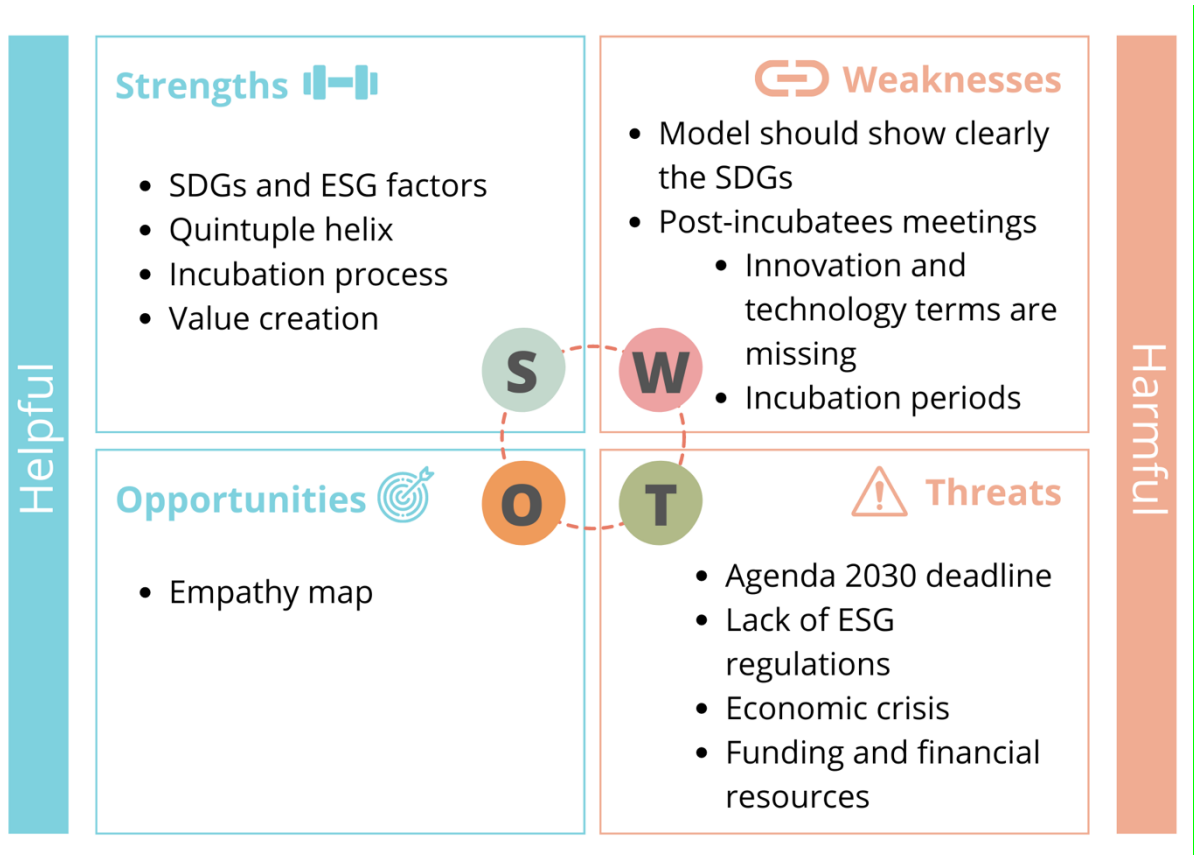 Helpful
Strengths
• SDGs and ESG factors
• Quintuple helix
• Incubation process
• Value creation
Weaknesses
• Model should show clearly
the SDGs
• Post-incubatees meetings
• Innovation and
technology terms are
missing
• Incubation periods
S
W
O
T
Opportunities
• Empathy map
Threats
• Agenda 2030 deadline
• Lack of ESG
regulations
• Economic crisis
• Funding and financial
resources
Harmful